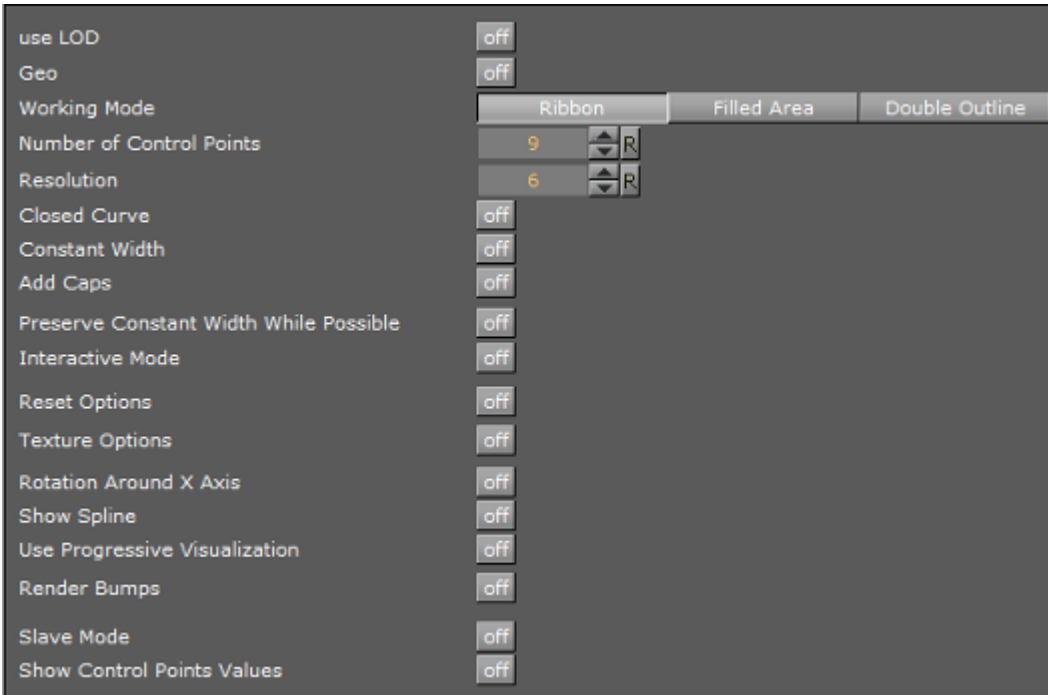 use LOD off
Geo off
Working Mode Ribbon Filled Area Double Outline
Number of Control Points 9 R
Resolution 6 R
Closed Curve off
Constant Width off
Add Caps off
Preserve Constant Width While Possible off
Interactive Mode off
Reset Options off
Texture Options off
Rotation Around X Axis off
Show Spline off
Use Progressive Visualization off
Render Bumps off
Slave Mode off
Show Control Points Values off